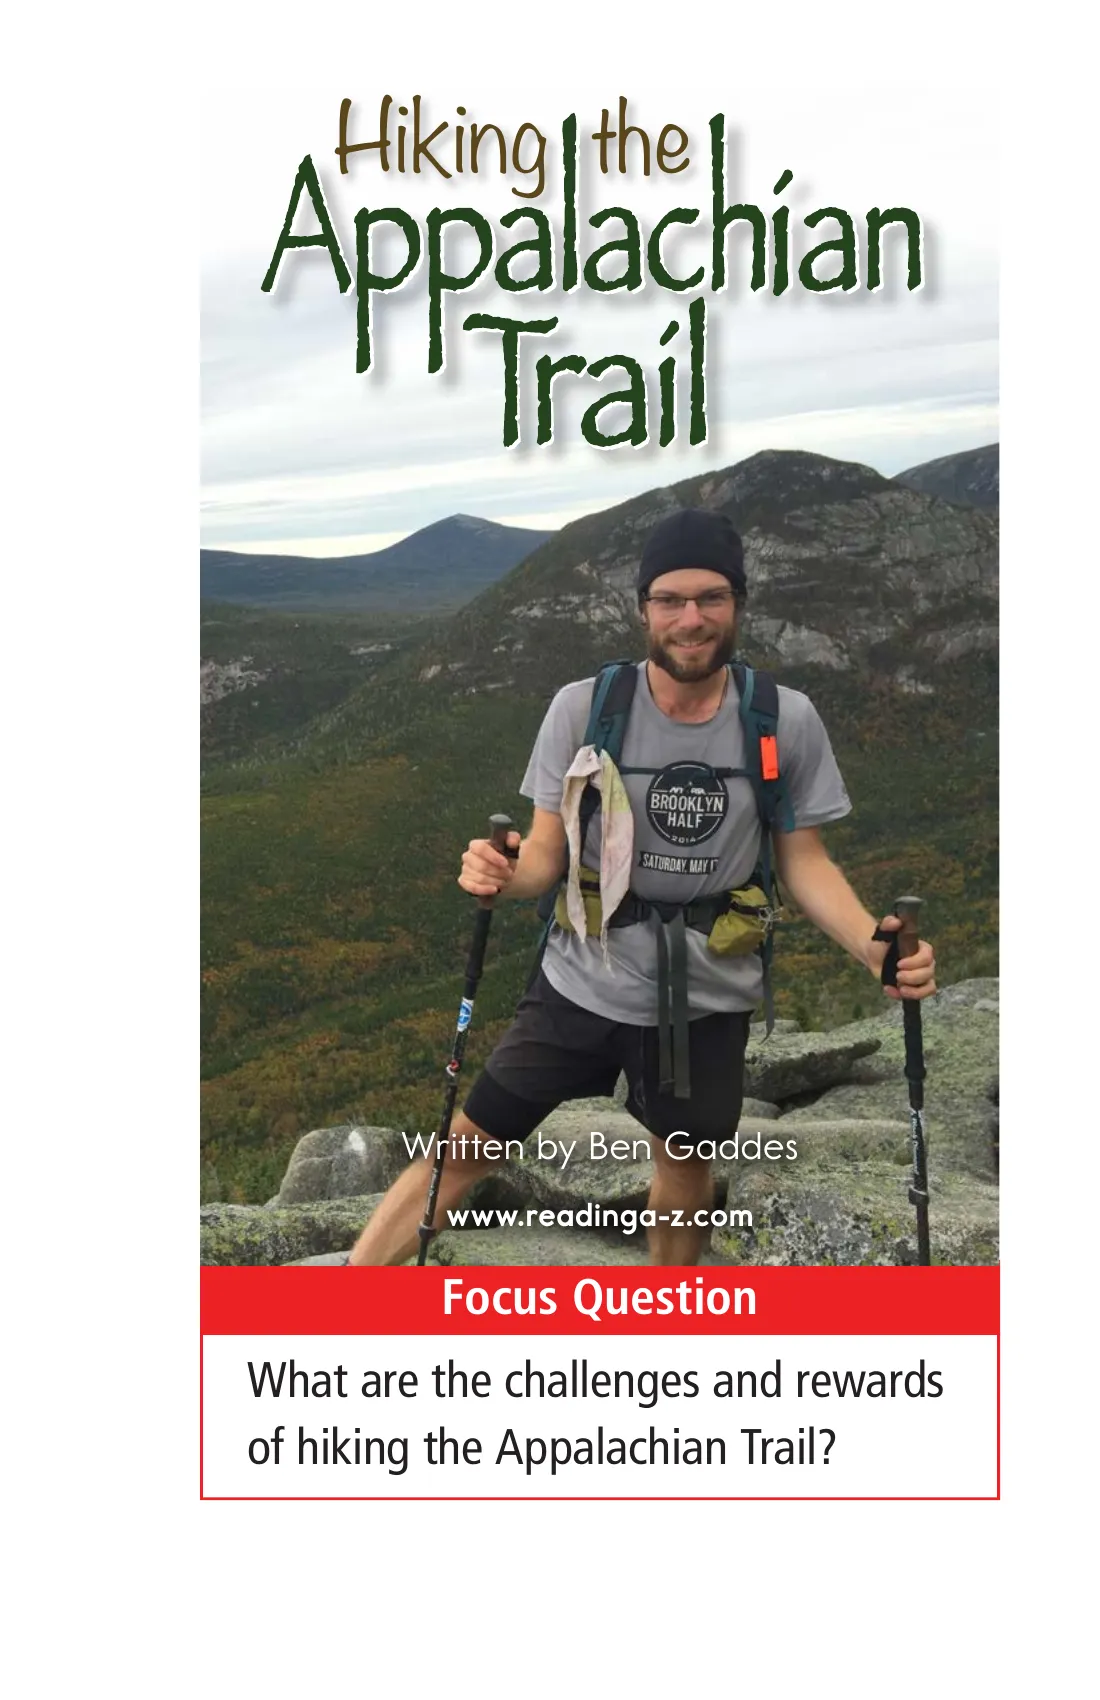 Hiking the
Appalachian
Trail
BROOKLYN
HALF
2014
SATURDAY, MAY 17
Written by Ben Gaddes
www.readinga-z.com
Focus Question
What are the challenges and rewards
of hiking the Appalachian Trail?